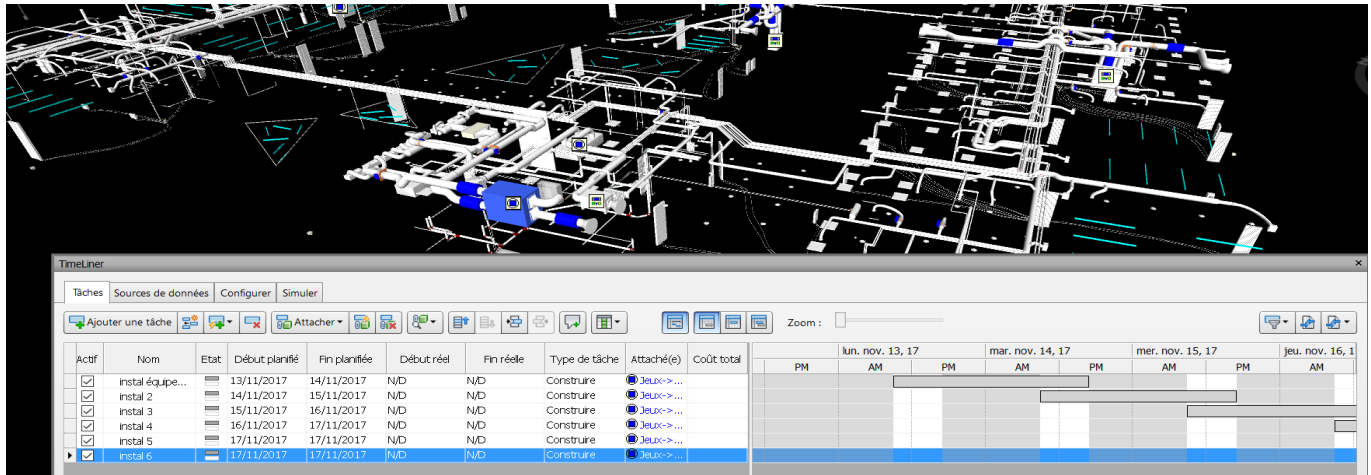 TimeLiner
Tâches Sources de données Configurer Simuler
Ajouter une tâche Attacher Zoom :
Actif Nom Etat Début planifié Fin planifiée Début réel Fin réelle Type de tâche Attaché(e) Coût total
lun. nov. 13, 17 mar. nov. 14, 17 mer. nov. 15, 17 jeu. nov. 16, 1
PM AM PM AM PM AM PM AM
instal équipe... 13/11/2017 14/11/2017 N/D N/D Construire Jeux->...
instal 2 14/11/2017 15/11/2017 N/D N/D Construire Jeux->...
instal 3 15/11/2017 16/11/2017 N/D N/D Construire Jeux->...
instal 4 16/11/2017 17/11/2017 N/D N/D Construire Jeux->...
instal 5 17/11/2017 17/11/2017 N/D N/D Construire Jeux->...
instal 6 17/11/2017 17/11/2017 N/D N/D Construire Jeux->...